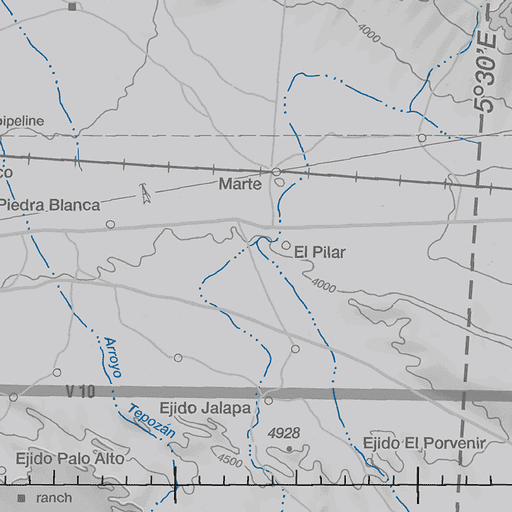 4000
5°30'E
pipeline
co
Marte
Piedra Blanca
El Pilar
4000
Arroyo
V 10
Tepozán
Ejido Jalapa
4928
Ejido El Porvenir
Ejido Palo Alto
4500
ranch